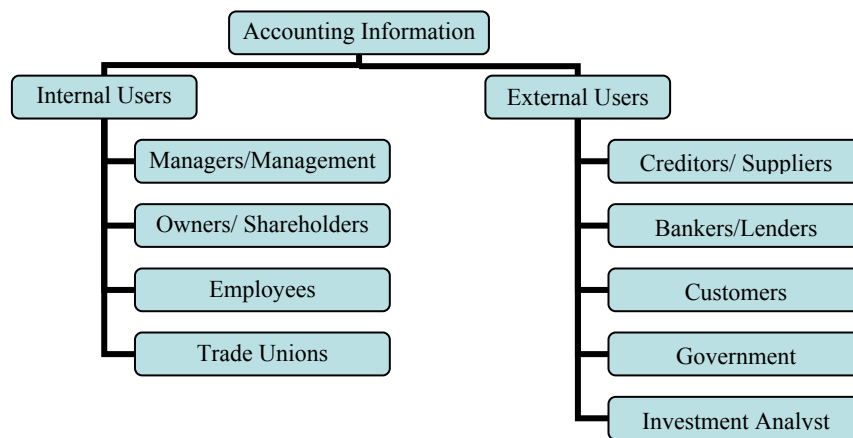 Accounting Information
Internal Users
External Users
Managers/Management
Owners/ Shareholders
Employees
Trade Unions
Creditors/ Suppliers
Bankers/Lenders
Customers
Government
Investment Analyst